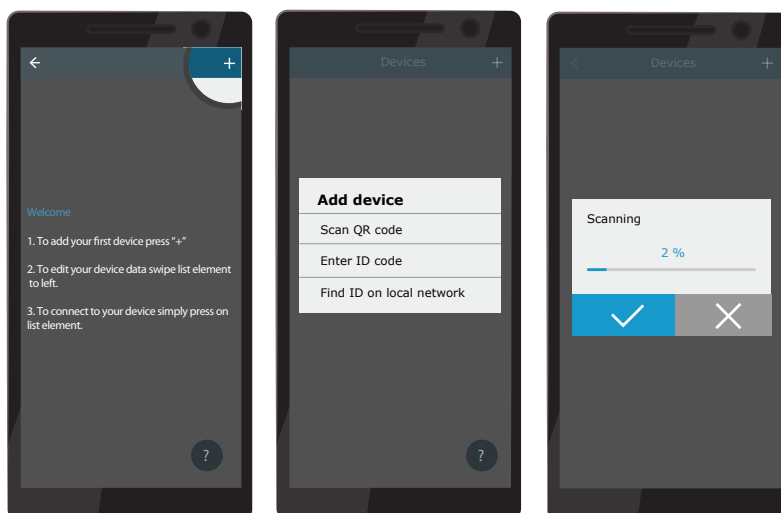 Welcome
1. To add your first device press “+”
2. To edit your device data swipe list element
to left.
3. To connect to your device simply press on
list element.
?
Devices
+
Add device
Scan QR code
Enter ID code
Find ID on local network
?
Devices
+
Scanning
2 %